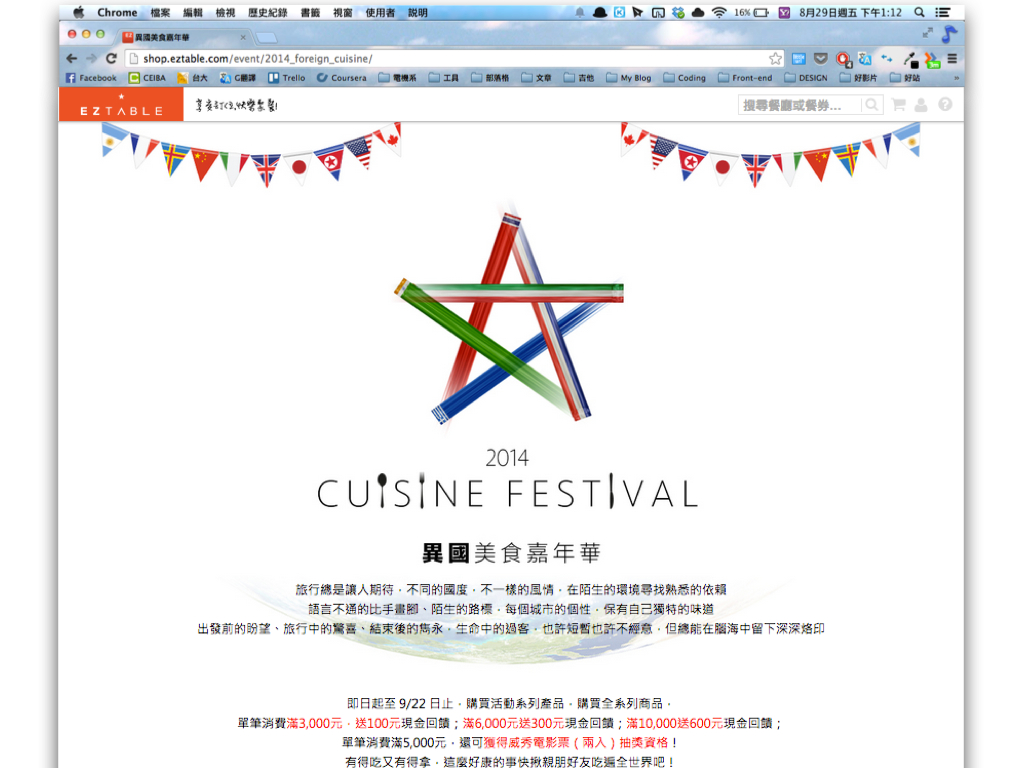 Chrome 檔案 編輯 檢視 歷史紀錄 書籤 視窗 使用者 說明 16% 8月29日週五 下午1:12
異國美食嘉年華
shop.eztable.com/event/2014_foreign_cuisine/
Facebook CEIBA 台大 G翻譯 Trello Coursera 電機系 工具 部落格 文章 吉他 My Blog Coding Front-end DESIGN 好影片 好站 »
EZTABLE 享受訂位,快樂聚餐! 搜尋餐廳或餐券...
2014
CUISINE FESTIVAL
異國美食嘉年華
旅行總是讓人期待，不同的國度，不一樣的風情，在陌生的環境尋找熟悉的依賴
語言不通的比手畫腳、陌生的路標，每個城市的個性，保有自己獨特的味道
出發前的盼望、旅行中的驚喜、結束後的雋永，生命中的過客，也許短暫也許不經意，但總能在腦海中留下深深烙印
即日起至 9/22 日止，購買活動系列產品，購買全系列商品，
單筆消費滿3,000元，送100元現金回饋；滿6,000元送300元現金回饋；滿10,000送600元現金回饋；
單筆消費滿5,000元，還可獲得威秀電影票（兩入）抽獎資格！
有得吃又有得拿，這麼好康的事快揪親朋好友吃遍全世界吧！